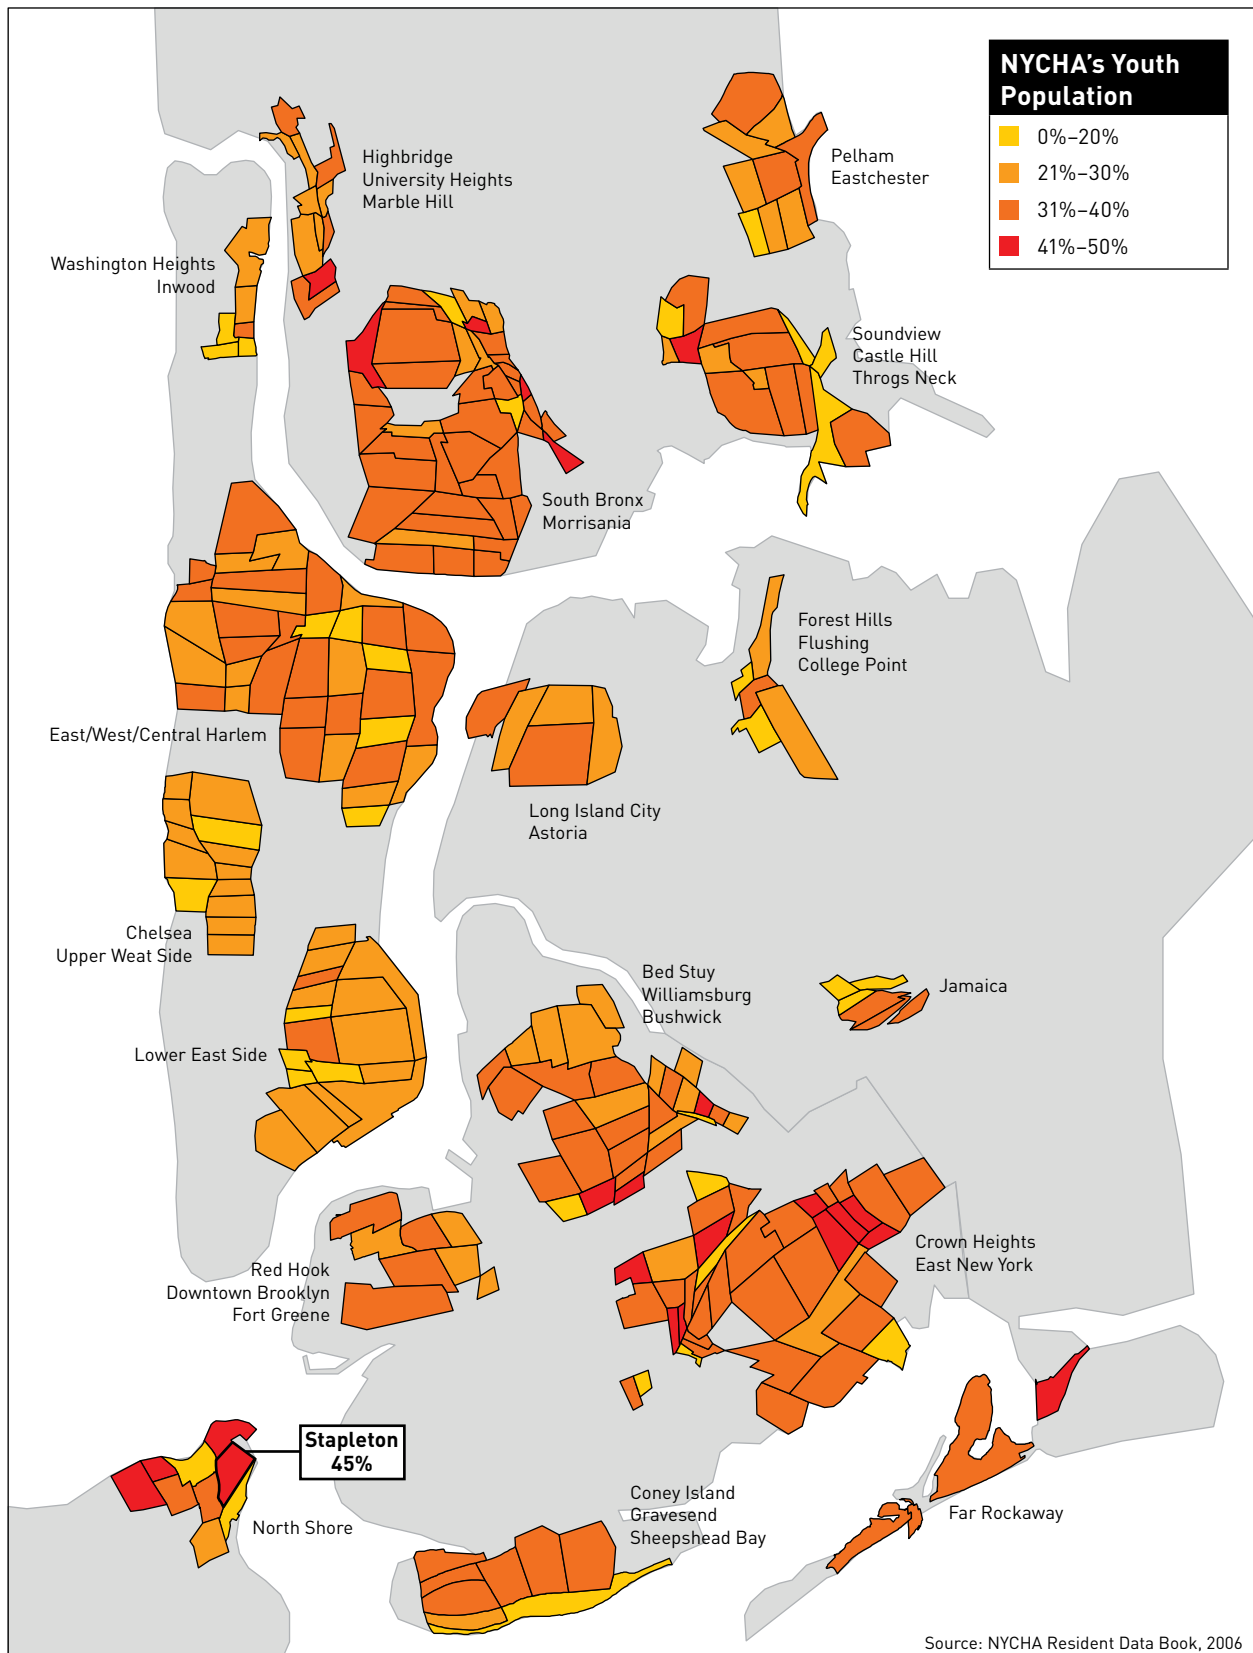 NYCHA's Youth
Population
0%–20%
21%–30%
31%–40%
41%–50%
Highbridge
University Heights
Marble Hill
Pelham
Eastchester
Washington Heights
Inwood
Soundview
Castle Hill
Throgs Neck
South Bronx
Morrisania
Forest Hills
Flushing
College Point
East/West/Central Harlem
Long Island City
Astoria
Chelsea
Upper Weat Side
Bed Stuy
Williamsburg
Bushwick
Jamaica
Lower East Side
Crown Heights
East New York
Red Hook
Downtown Brooklyn
Fort Greene
Stapleton
45%
Coney Island
Gravesend
Sheepshead Bay
Far Rockaway
North Shore
Source: NYCHA Resident Data Book, 2006